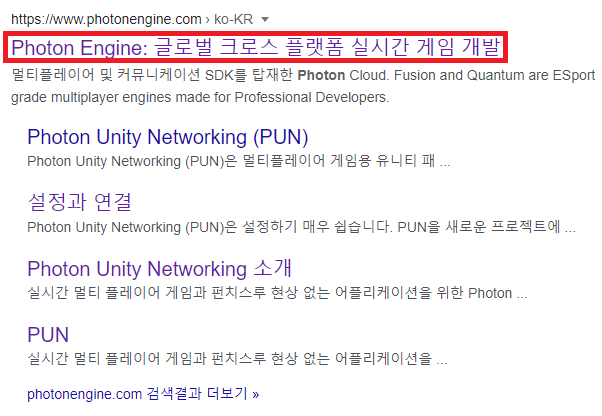 https://www.photonengine.com › ko-KR
Photon Engine: 글로벌 크로스 플랫폼 실시간 게임 개발
멀티플레이어 및 커뮤니케이션 SDK를 탑재한 Photon Cloud. Fusion and Quantum are ESport
grade multiplayer engines made for Professional Developers.
Photon Unity Networking (PUN)
Photon Unity Networking (PUN)은 멀티플레이어 게임용 유니티 패 ...
설정과 연결
Photon Unity Networking (PUN)은 설정하기 매우 쉽습니다. PUN을 새로운 프로젝트에 ...
Photon Unity Networking 소개
실시간 멀티 플레이어 게임과 펀치스루 현상 없는 어플리케이션을 위한 Photon ...
PUN
실시간 멀티 플레이어 게임과 펀치스루 현상 없는 어플리케이션을 ...
photonengine.com 검색결과 더보기 »